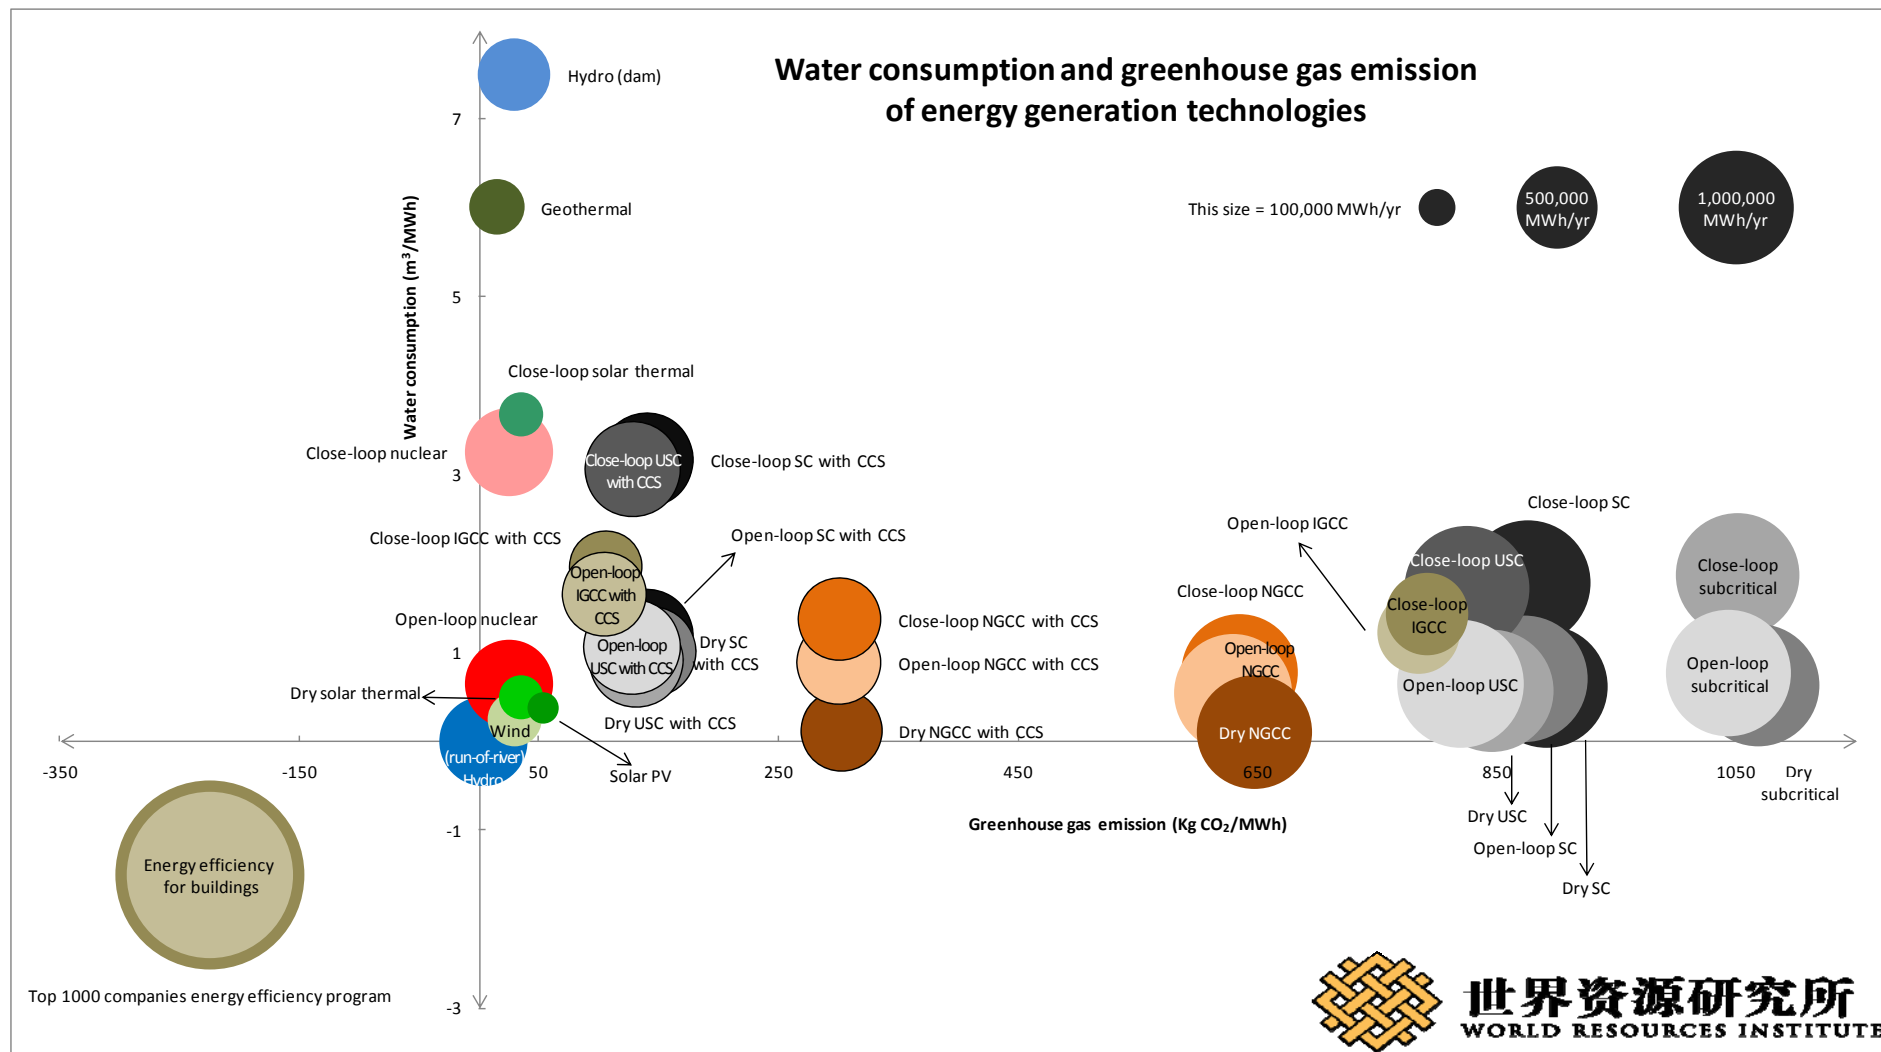 Water consumption and greenhouse gas emission
of energy generation technologies
Hydro (dam)
7
Geothermal
This size = 100,000 MWh/yr
500,000
MWh/yr
1,000,000
MWh/yr
Water consumption (m³/MWh)
5
Close-loop solar thermal
Close-loop nuclear
3
Close-loop USC
with CCS
Close-loop SC with CCS
Close-loop SC
Open-loop IGCC
Close-loop IGCC with CCS
Open-loop SC with CCS
Open-loop
IGCC with
CCS
Close-loop USC
Close-loop
subcritical
Close-loop NGCC
Close-loop
IGCC
Open-loop nuclear
Close-loop NGCC with CCS
1
Open-loop
USC with CCS
Dry SC
with CCS
Open-loop NGCC with CCS
Open-loop
NGCC
Open-loop USC
Open-loop
subcritical
Dry solar thermal
Wind
Dry USC with CCS
Dry NGCC with CCS
Dry NGCC
(run-of-river)
Hydro
Solar PV
-350
-150
50
250
450
650
850
1050
Dry
subcritical
-1
Greenhouse gas emission (Kg CO₂/MWh)
Dry USC
Open-loop SC
Dry SC
Energy efficiency
for buildings
Top 1000 companies energy efficiency program
-3
世界资源研究所
WORLD RESOURCES INSTITUTE